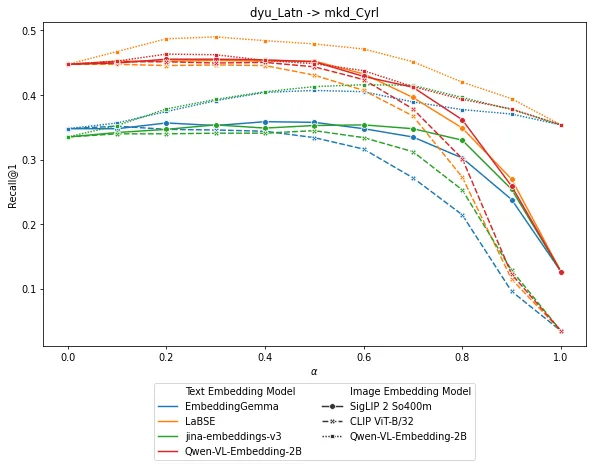 dyu_Latn -> mkd_Cyrl
Recall@1
0.5
0.4
0.3
0.2
0.1
0.0 0.2 0.4 0.6 0.8 1.0
α
Text Embedding Model Image Embedding Model
EmbeddingGemma SigLIP 2 So400m
LaBSE CLIP ViT-B/32
jina-embeddings-v3 Qwen-VL-Embedding-2B
Qwen-VL-Embedding-2B